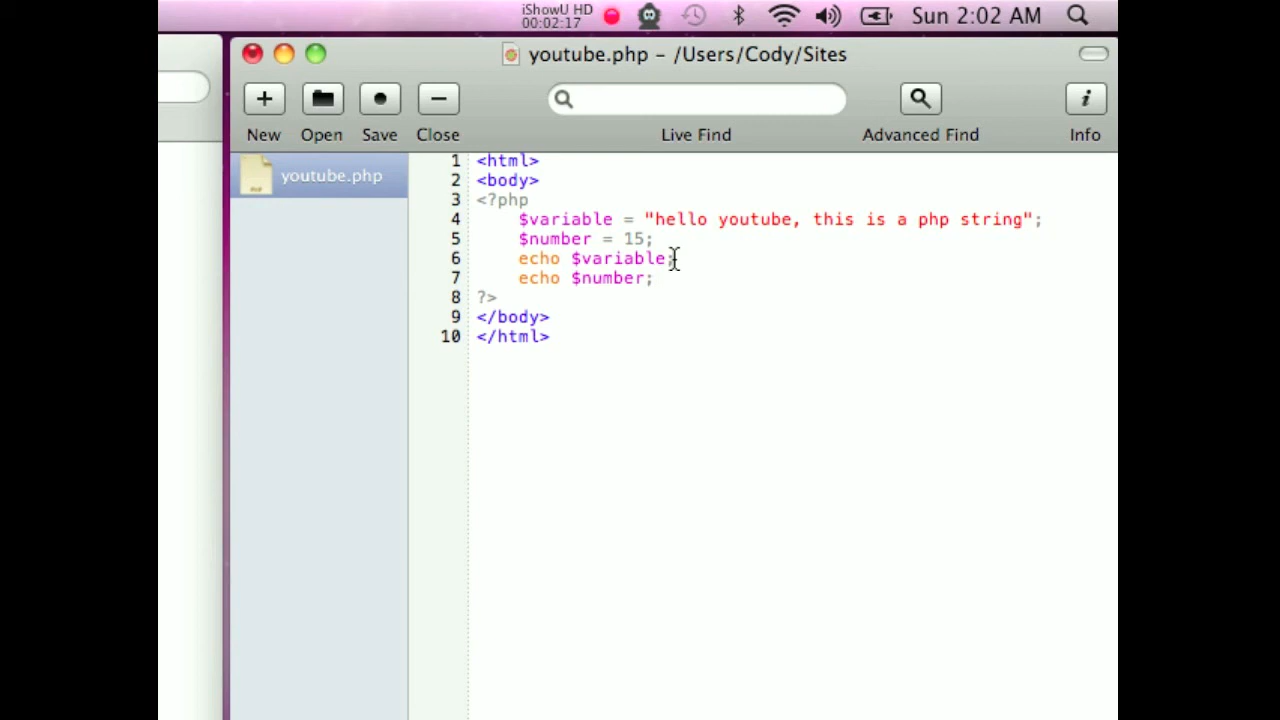 iShowU HD
00:02:17
Sun 2:02 AM
youtube.php – /Users/Cody/Sites
New Open Save Close Live Find Advanced Find Info
youtube.php
1 <html>
2 <body>
3 <?php
4 $variable = "hello youtube, this is a php string";
5 $number = 15;
6 echo $variable;
7 echo $number;
8 ?>
9 </body>
10 </html>